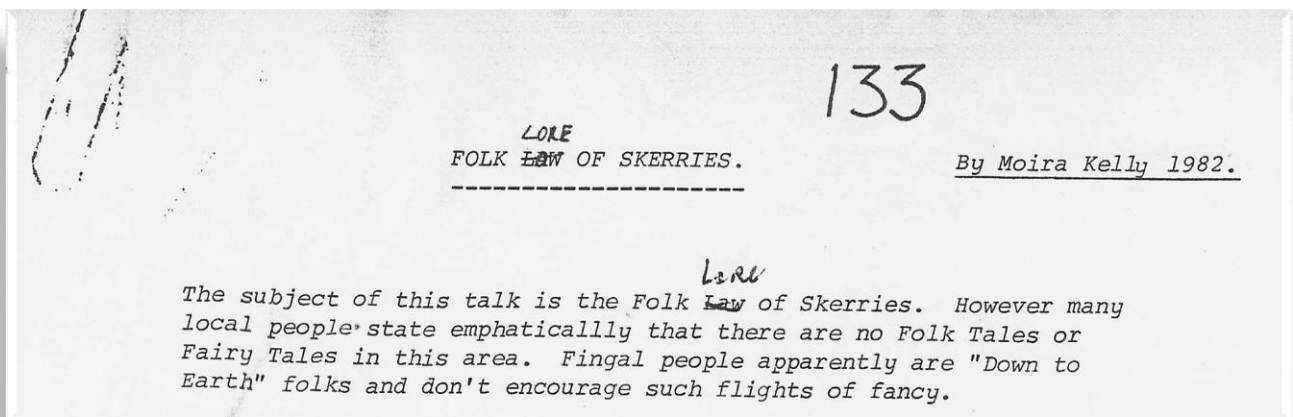 133
LORE
FOLK LAW OF SKERRIES.
By Moira Kelly 1982.
Lore
The subject of this talk is the Folk Law of Skerries. However many
local people state emphaticallly that there are no Folk Tales or
Fairy Tales in this area. Fingal people apparently are "Down to
Earth" folks and don't encourage such flights of fancy.